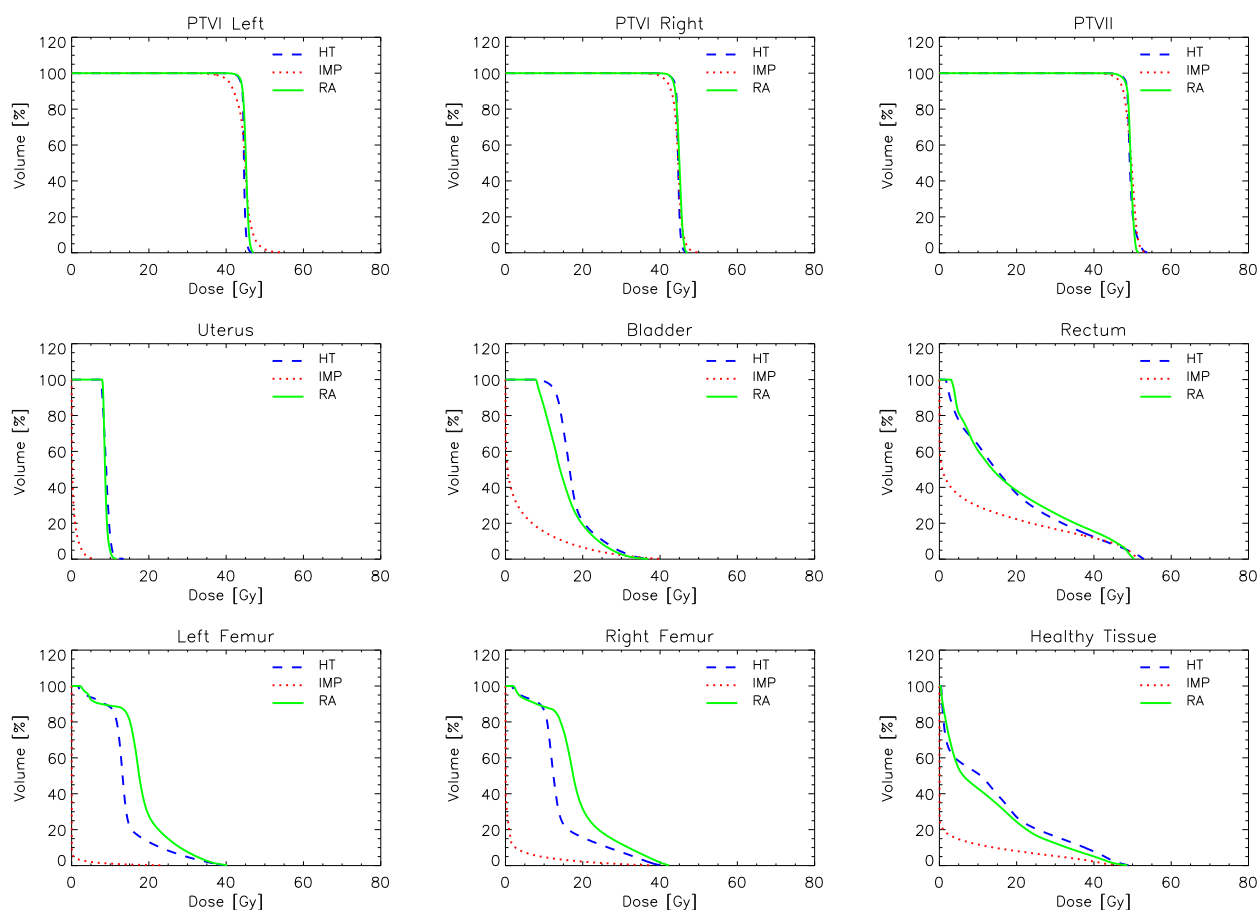 PTVI Left
120
100
80
60
40
20
0
Volume [%]
HT
IMP
RA
0 20 40 60 80
Dose [Gy]
PTVI Right
120
100
80
60
40
20
0
Volume [%]
HT
IMP
RA
0 20 40 60 80
Dose [Gy]
PTVII
120
100
80
60
40
20
0
Volume [%]
HT
IMP
RA
0 20 40 60 80
Dose [Gy]
Uterus
120
100
80
60
40
20
0
Volume [%]
HT
IMP
RA
0 20 40 60 80
Dose [Gy]
Bladder
120
100
80
60
40
20
0
Volume [%]
HT
IMP
RA
0 20 40 60 80
Dose [Gy]
Rectum
120
100
80
60
40
20
0
Volume [%]
HT
IMP
RA
0 20 40 60 80
Dose [Gy]
Left Femur
120
100
80
60
40
20
0
Volume [%]
HT
IMP
RA
0 20 40 60 80
Dose [Gy]
Right Femur
120
100
80
60
40
20
0
Volume [%]
HT
IMP
RA
0 20 40 60 80
Dose [Gy]
Healthy Tissue
120
100
80
60
40
20
0
Volume [%]
HT
IMP
RA
0 20 40 60 80
Dose [Gy]